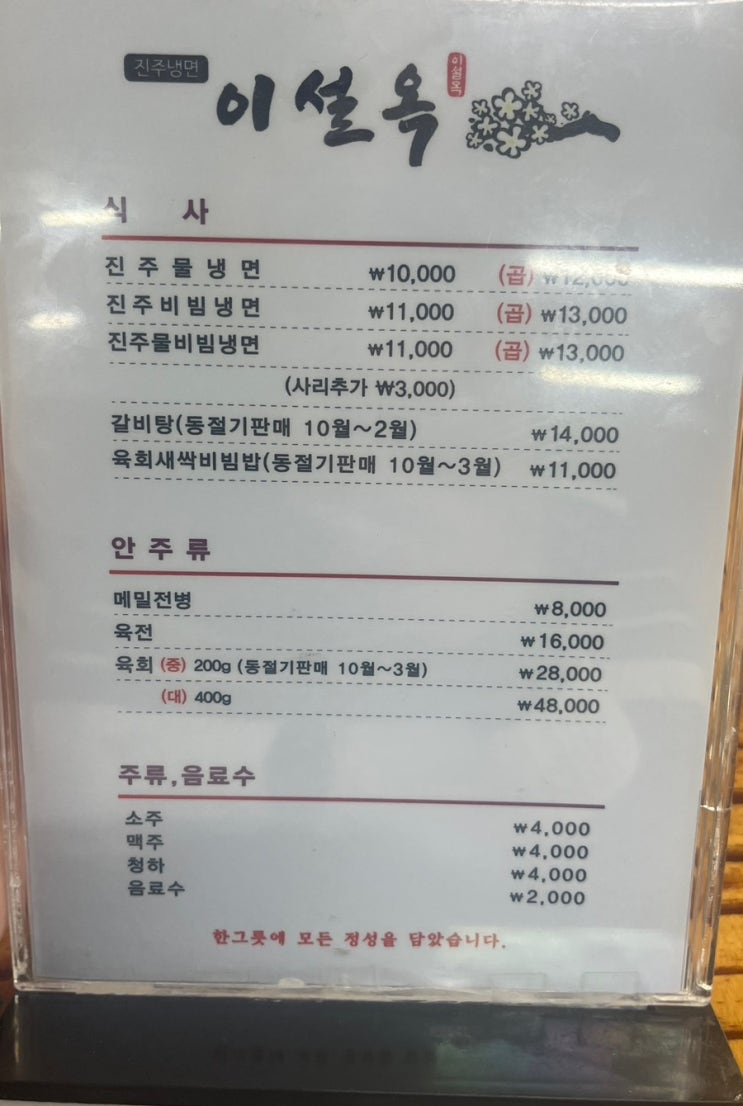 진주냉면 이설옥 이설옥
식 사
진 주 물 냉 면 ₩10,000 (곱) ₩12,000
진주비빔냉면 ₩11,000 (곱) ₩13,000
진주물비빔냉면 ₩11,000 (곱) ₩13,000
(사리추가 ₩3,000)
갈비탕(동절기판매 10월~2월) ₩14,000
육회새싹비빔밥(동절기판매 10월~3월) ₩11,000
안 주 류
메밀전병 ₩8,000
육전 ₩16,000
육회 (중) 200g (동절기판매 10월~3월) ₩28,000
(대) 400g ₩48,000
주류,음료수
소주 ₩4,000
맥주 ₩4,000
청하 ₩4,000
음료수 ₩2,000
한그릇에 모든 정성을 담았습니다.